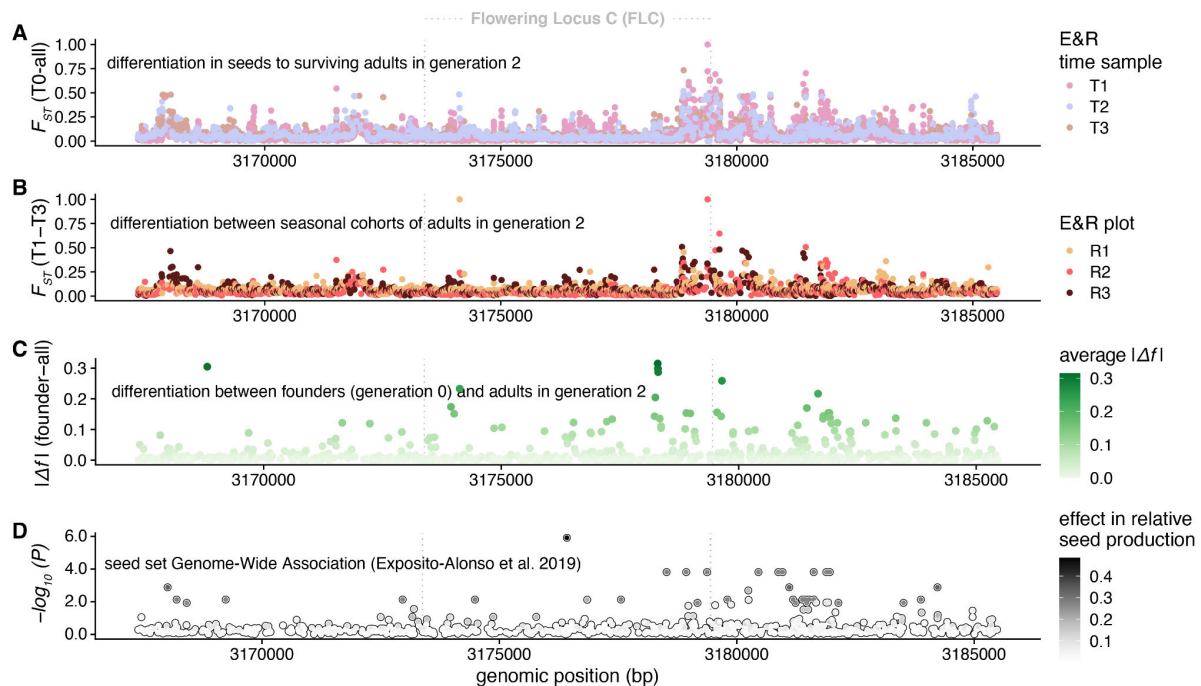 Flowering Locus C (FLC)
A
F_ST (T0-all)
1.00
0.75
0.50
0.25
0.00
differentiation in seeds to surviving adults in generation 2
3170000 3175000 3180000 3185000
E&R
time sample
T1
T2
T3
B
F_ST (T1−T3)
1.00
0.75
0.50
0.25
0.00
differentiation between seasonal cohorts of adults in generation 2
3170000 3175000 3180000 3185000
E&R plot
R1
R2
R3
C
|Δf| (founder−all)
0.3
0.2
0.1
0.0
differentiation between founders (generation 0) and adults in generation 2
3170000 3175000 3180000 3185000
average |Δf|
0.3
0.2
0.1
0.0
D
−log10 (P)
6.0
4.0
2.0
0.0
seed set Genome-Wide Association (Exposito-Alonso et al. 2019)
3170000 3175000 3180000 3185000
genomic position (bp)
effect in relative
seed production
0.4
0.3
0.2
0.1